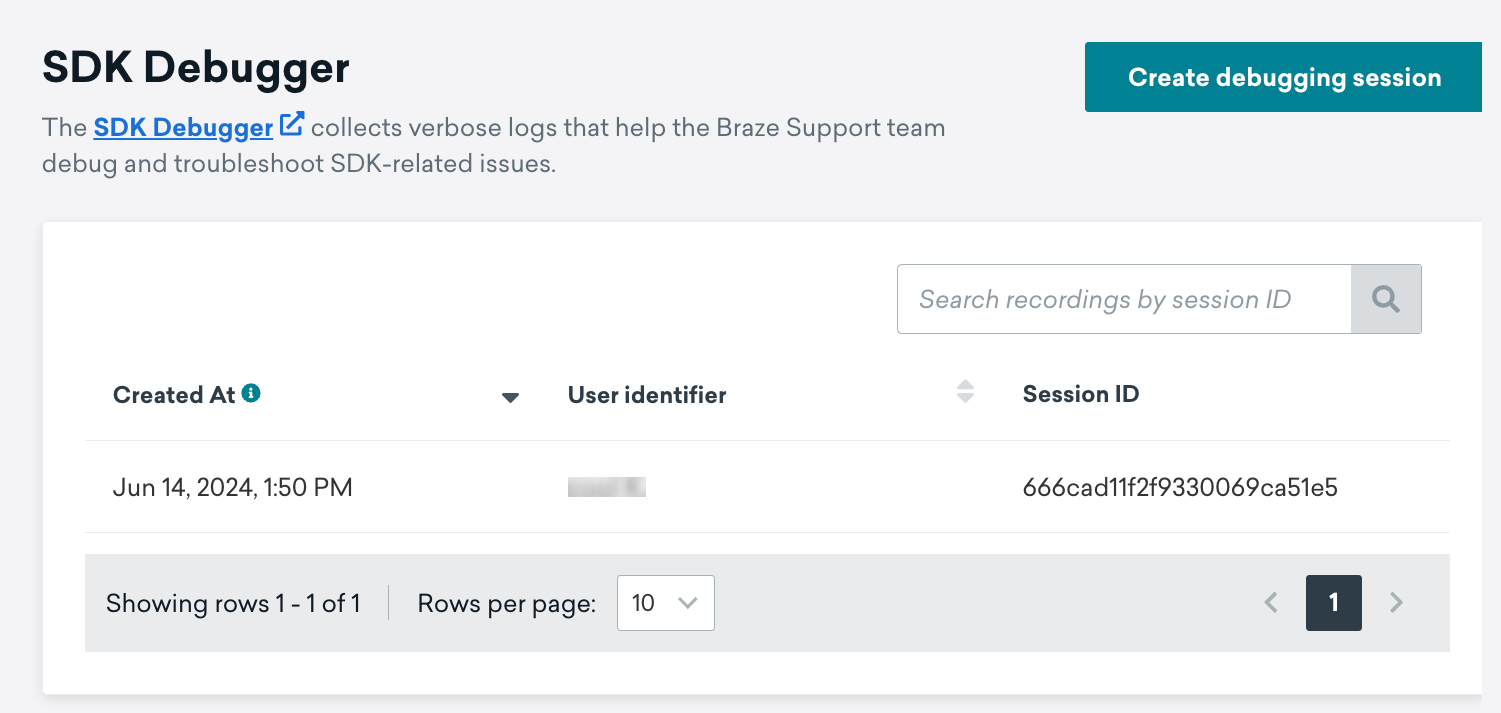 SDK Debugger
Create debugging session
The SDK Debugger collects verbose logs that help the Braze Support team
debug and troubleshoot SDK-related issues.
Search recordings by session ID
Created At User identifier Session ID
Jun 14, 2024, 1:50 PM 666cad11f2f9330069ca51e5
Showing rows 1 - 1 of 1 Rows per page: 10 1